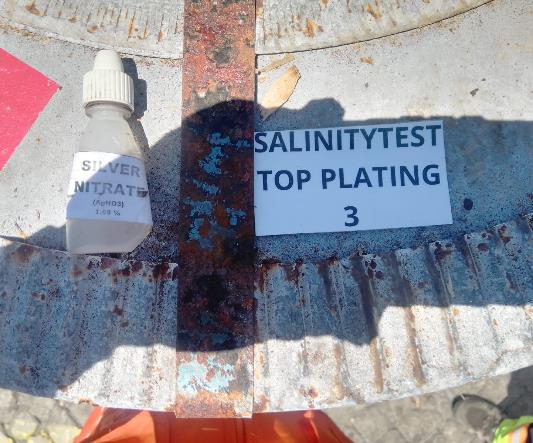 SILVER
NITRATE
(AgNO3)
1.69 %
SALINITYTEST
TOP PLATING
3